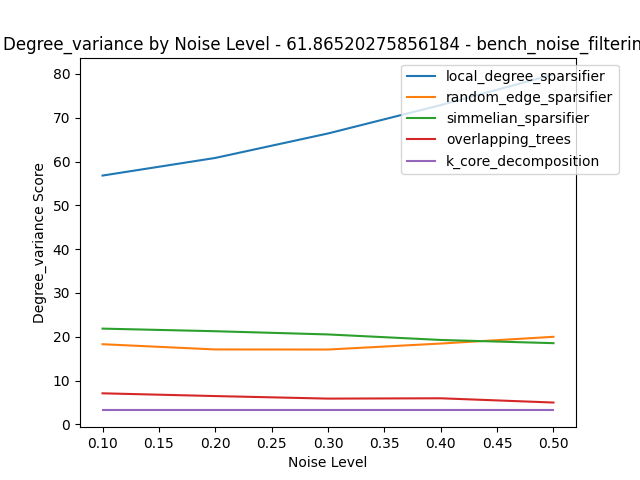 Degree_variance by Noise Level - 61.86520275856184 - bench_noise_filterin
local_degree_sparsifier
random_edge_sparsifier
simmelian_sparsifier
overlapping_trees
k_core_decomposition
Degree_variance Score
80
70
60
50
40
30
20
10
0
0.10 0.15 0.20 0.25 0.30 0.35 0.40 0.45 0.50
Noise Level